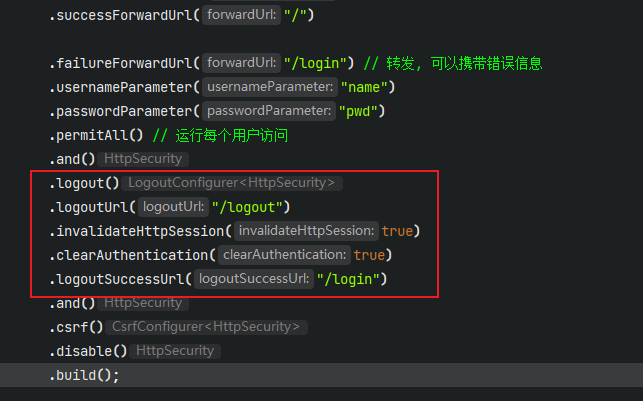 .successForwardUrl( forwardUrl: "/")
.failureForwardUrl( forwardUrl: "/login") // 转发, 可以携带错误信息
.usernameParameter( usernameParameter: "name")
.passwordParameter( passwordParameter: "pwd")
.permitAll() // 运行每个用户访问
.and() HttpSecurity
.logout() LogoutConfigurer<HttpSecurity>
.logoutUrl( logoutUrl: "/logout")
.invalidateHttpSession( invalidateHttpSession: true)
.clearAuthentication( clearAuthentication: true)
.logoutSuccessUrl( logoutSuccessUrl: "/login")
.and() HttpSecurity
.csrf() CsrfConfigurer<HttpSecurity>
.disable() HttpSecurity
.build();